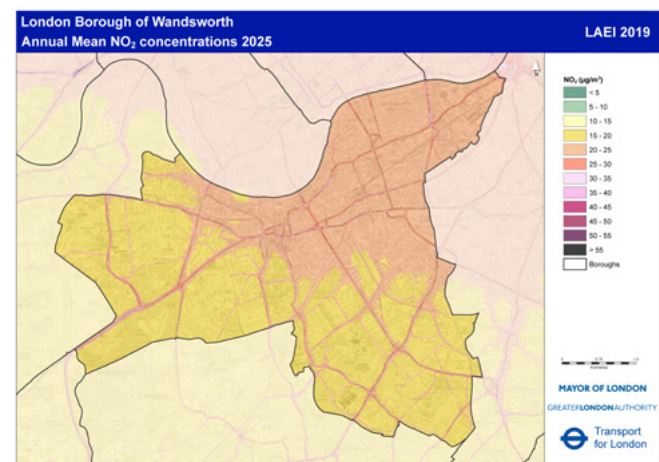 London Borough of Wandsworth
Annual Mean NO₂ concentrations 2025
LAEI 2019
NO₂ (µg/m³)
< 5
5 - 10
10 - 15
15 - 20
20 - 25
25 - 30
30 - 35
35 - 40
40 - 45
45 - 50
50 - 55
> 55
Boroughs
Kilometres
MAYOR OF LONDON
GREATERLONDONAUTHORITY
Transport
for London